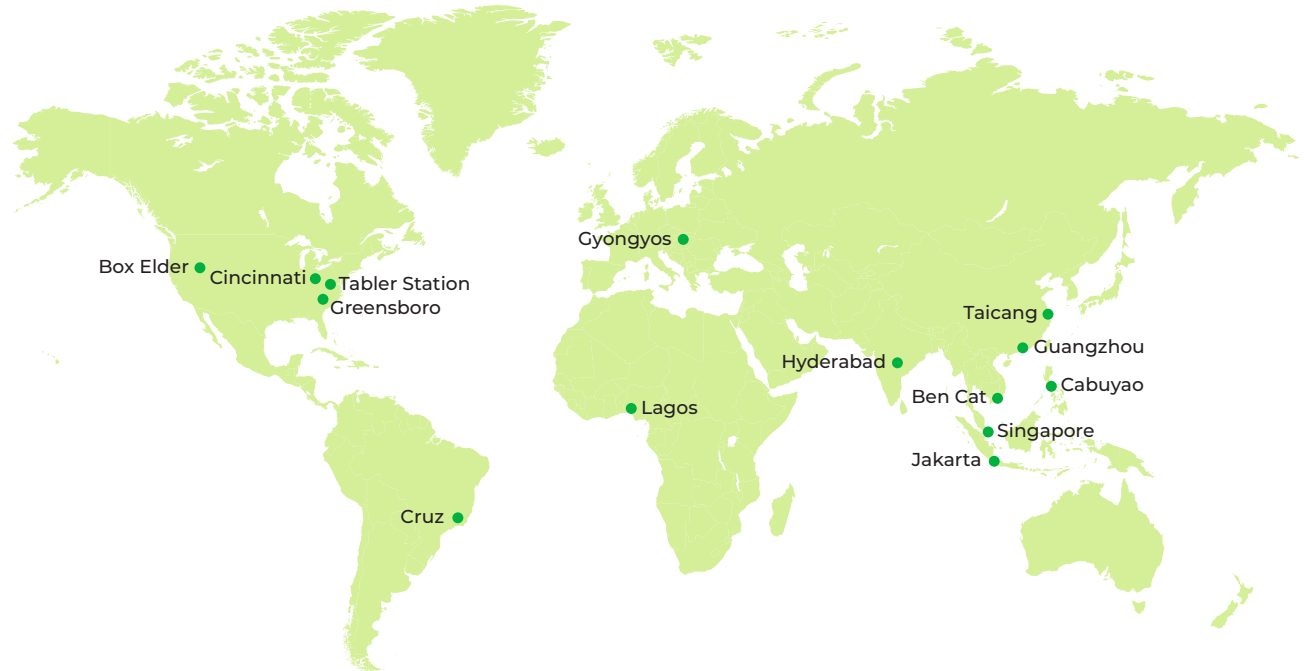 Gyongyos
Box Elder
Cincinnati
Tabler Station
Greensboro
Taicang
Guangzhou
Hyderabad
Cabuyao
Ben Cat
Lagos
Singapore
Jakarta
Cruz